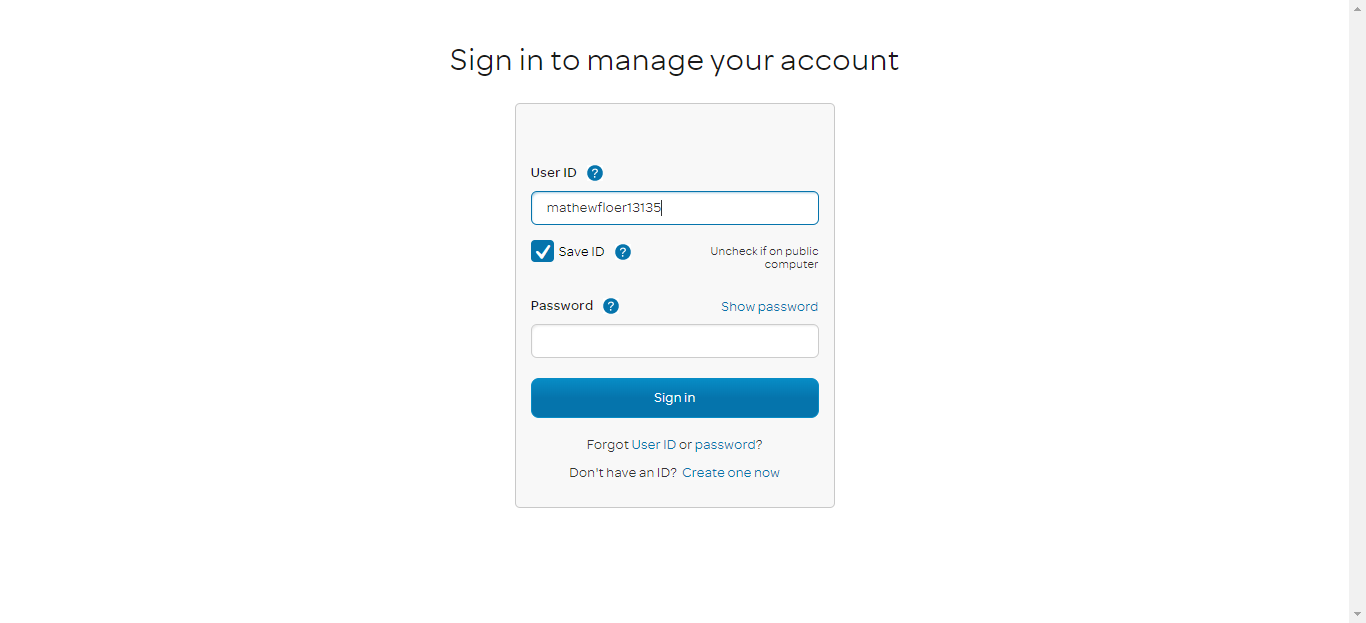 Sign in to manage your account
User ID ?
mathewfloer13135
Save ID ? Uncheck if on public
computer
Password ? Show password
Sign in
Forgot User ID or password?
Don't have an ID? Create one now